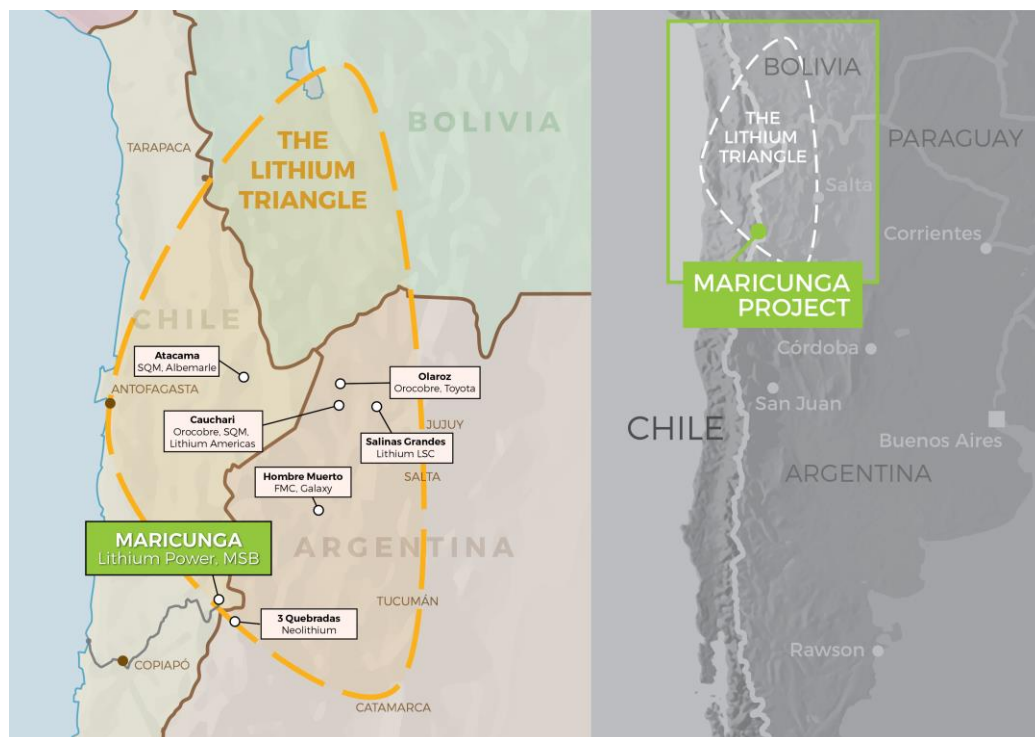 BOLIVIA
TARAPACA
THE
LITHIUM
TRIANGLE
CHILE
Atacama
SQM, Albemarle
ANTOFAGASTA
Olaroz
Orocobre, Toyota
Cauchari
Orocobre, SQM,
Lithium Americas
JUJUY
Salinas Grandes
Lithium LSC
SALTA
Hombre Muerto
FMC, Galaxy
ARGENTINA
MARICUNGA
Lithium Power, MSB
TUCUMÁN
3 Quebradas
Neolithium
COPIAPÓ
CATAMARCA
BOLIVIA
THE
LITHIUM
TRIANGLE
PARAGUAY
Salta
Corrientes
MARICUNGA
PROJECT
Córdoba
San Juan
CHILE
Buenos Aires
ARGENTINA
Rawson